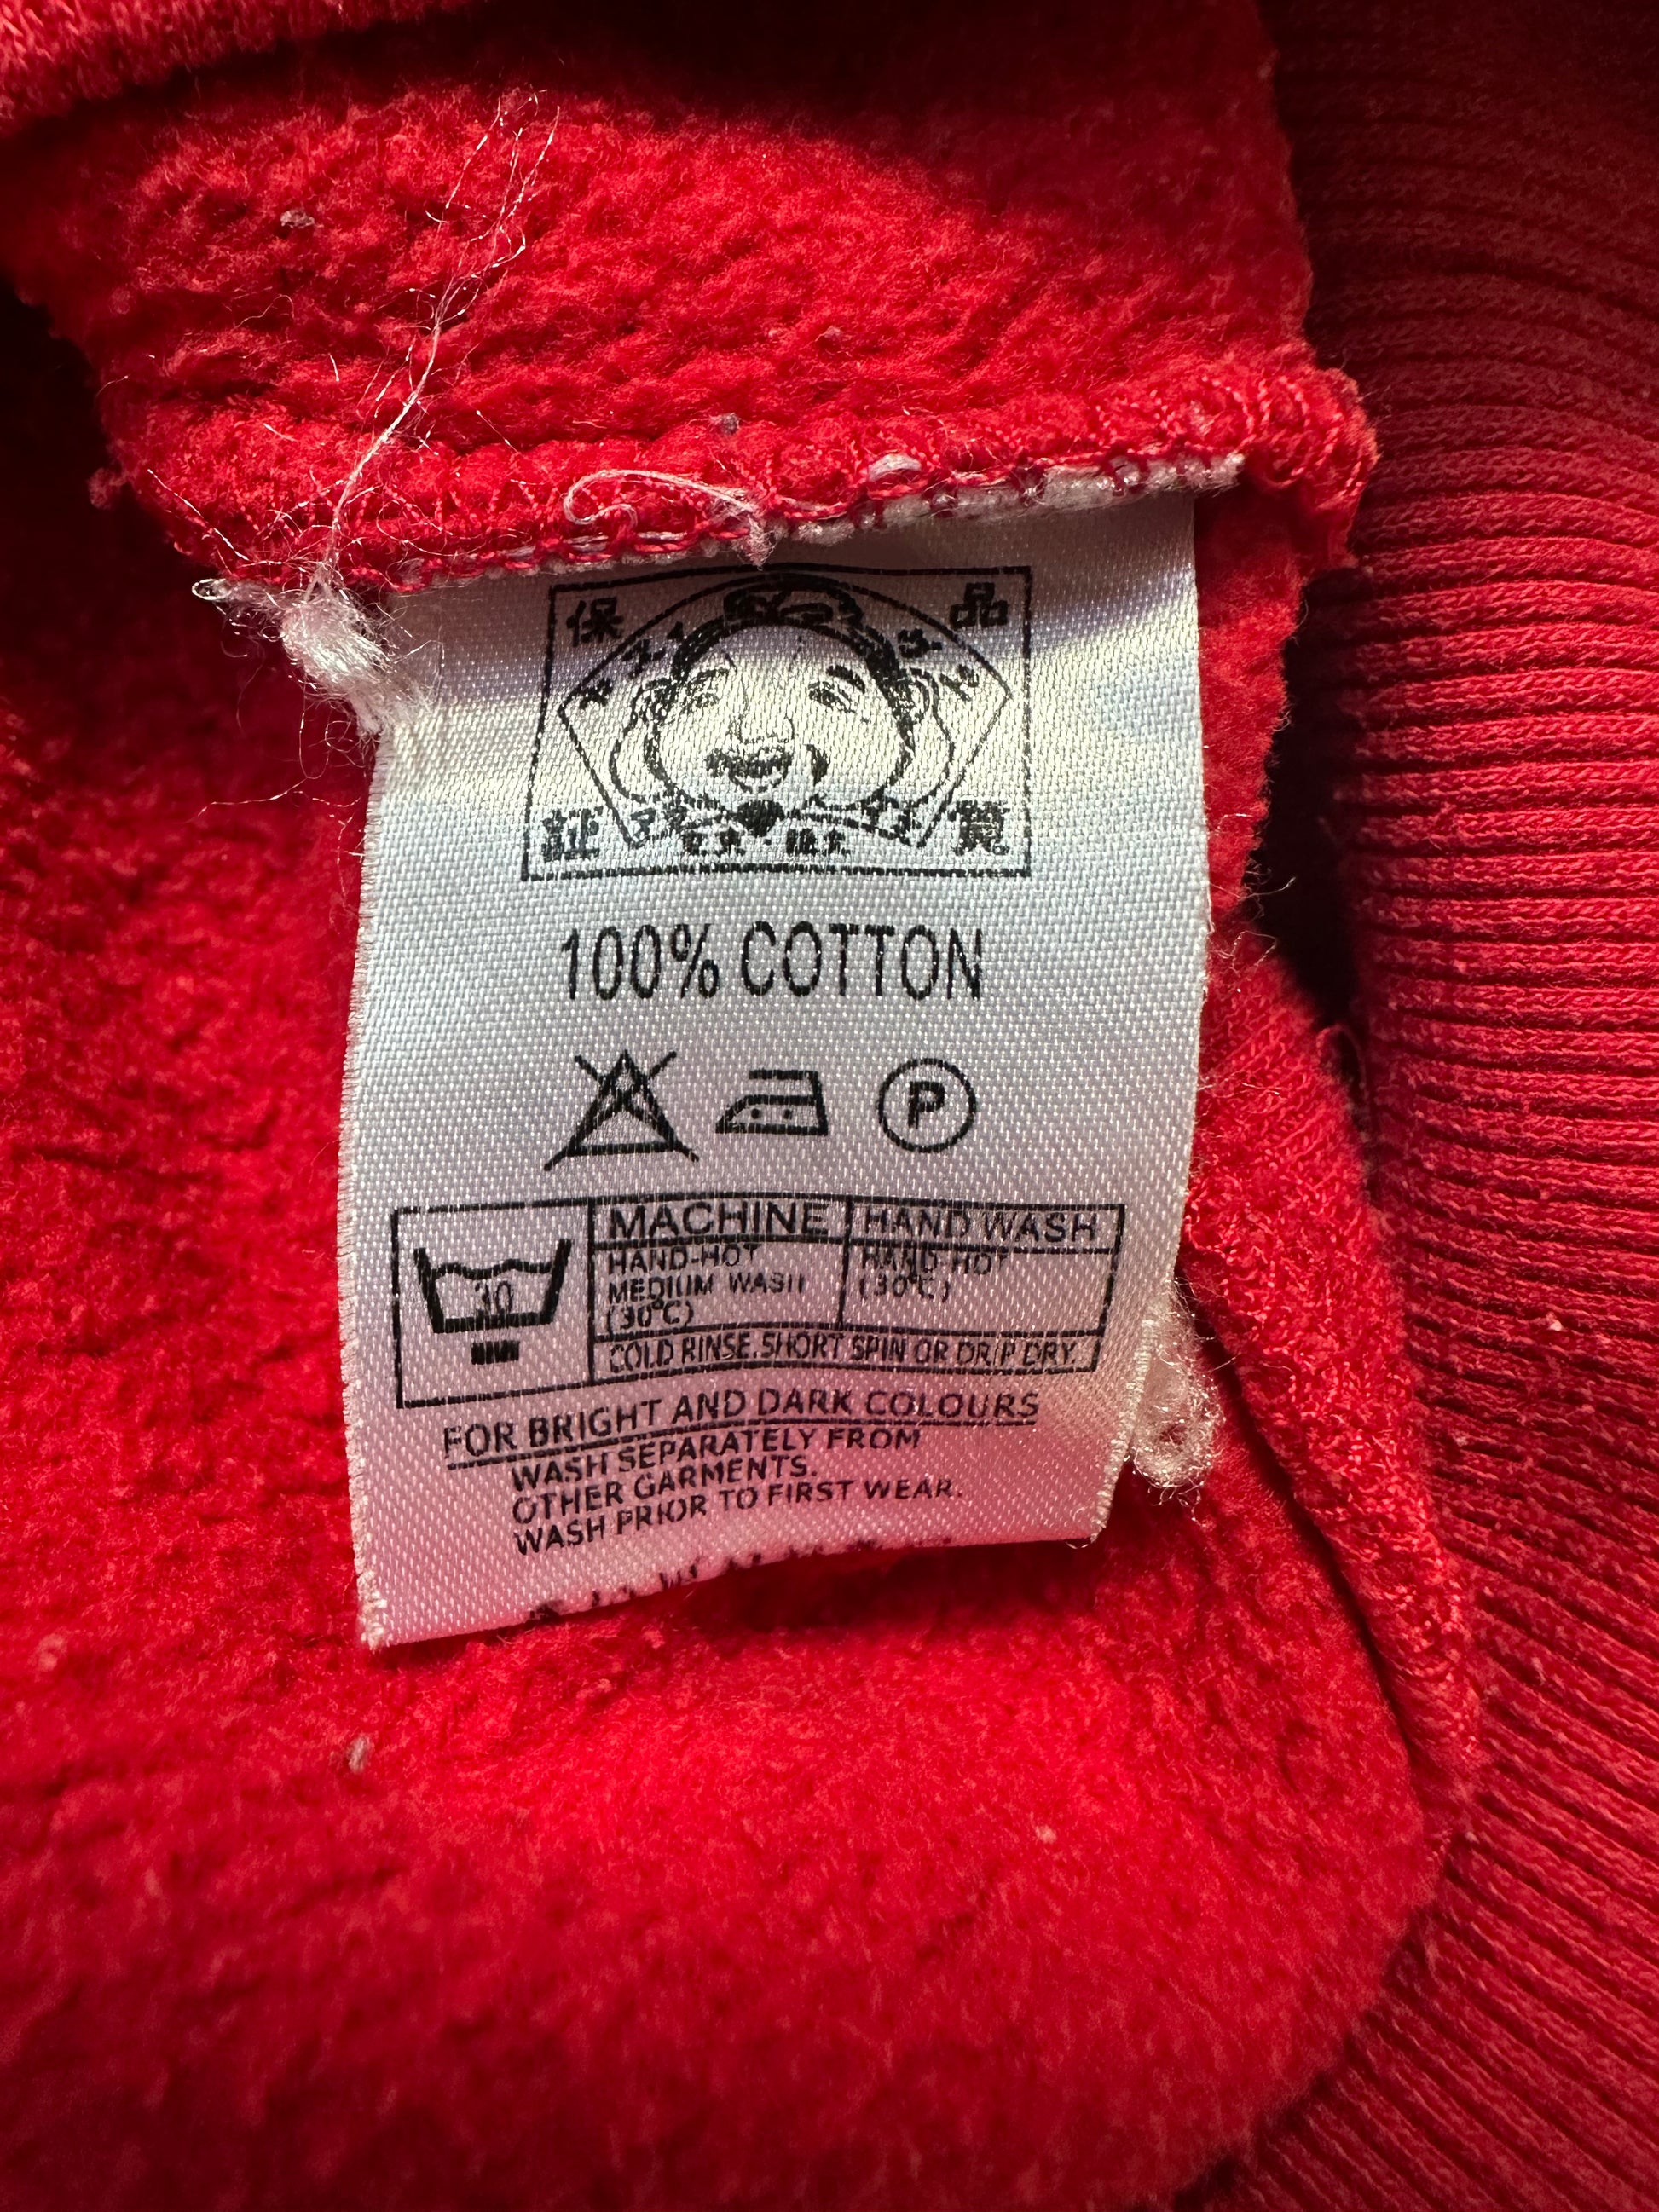 保 品
証 質
100% COTTON
P
MACHINE HAND WASH
30
HAND-HOT HAND-HOT
MEDIUM WASH (30°C)
(30°C)
COLD RINSE.SHORT SPIN OR DRIP DRY.
FOR BRIGHT AND DARK COLOURS
WASH SEPARATELY FROM
OTHER GARMENTS.
WASH PRIOR TO FIRST WEAR.